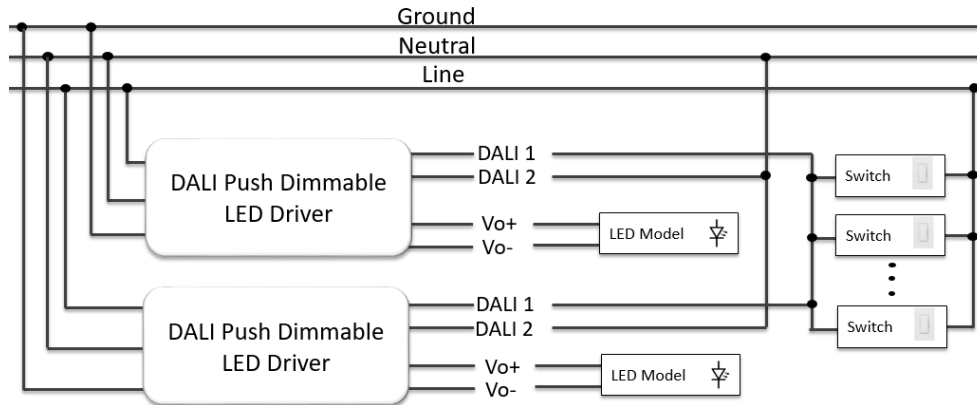 Ground
Neutral
Line
DALI Push Dimmable
LED Driver
DALI 1
DALI 2
Vo+
Vo-
LED Model
Switch
Switch
Switch
DALI Push Dimmable
LED Driver
DALI 1
DALI 2
Vo+
Vo-
LED Model